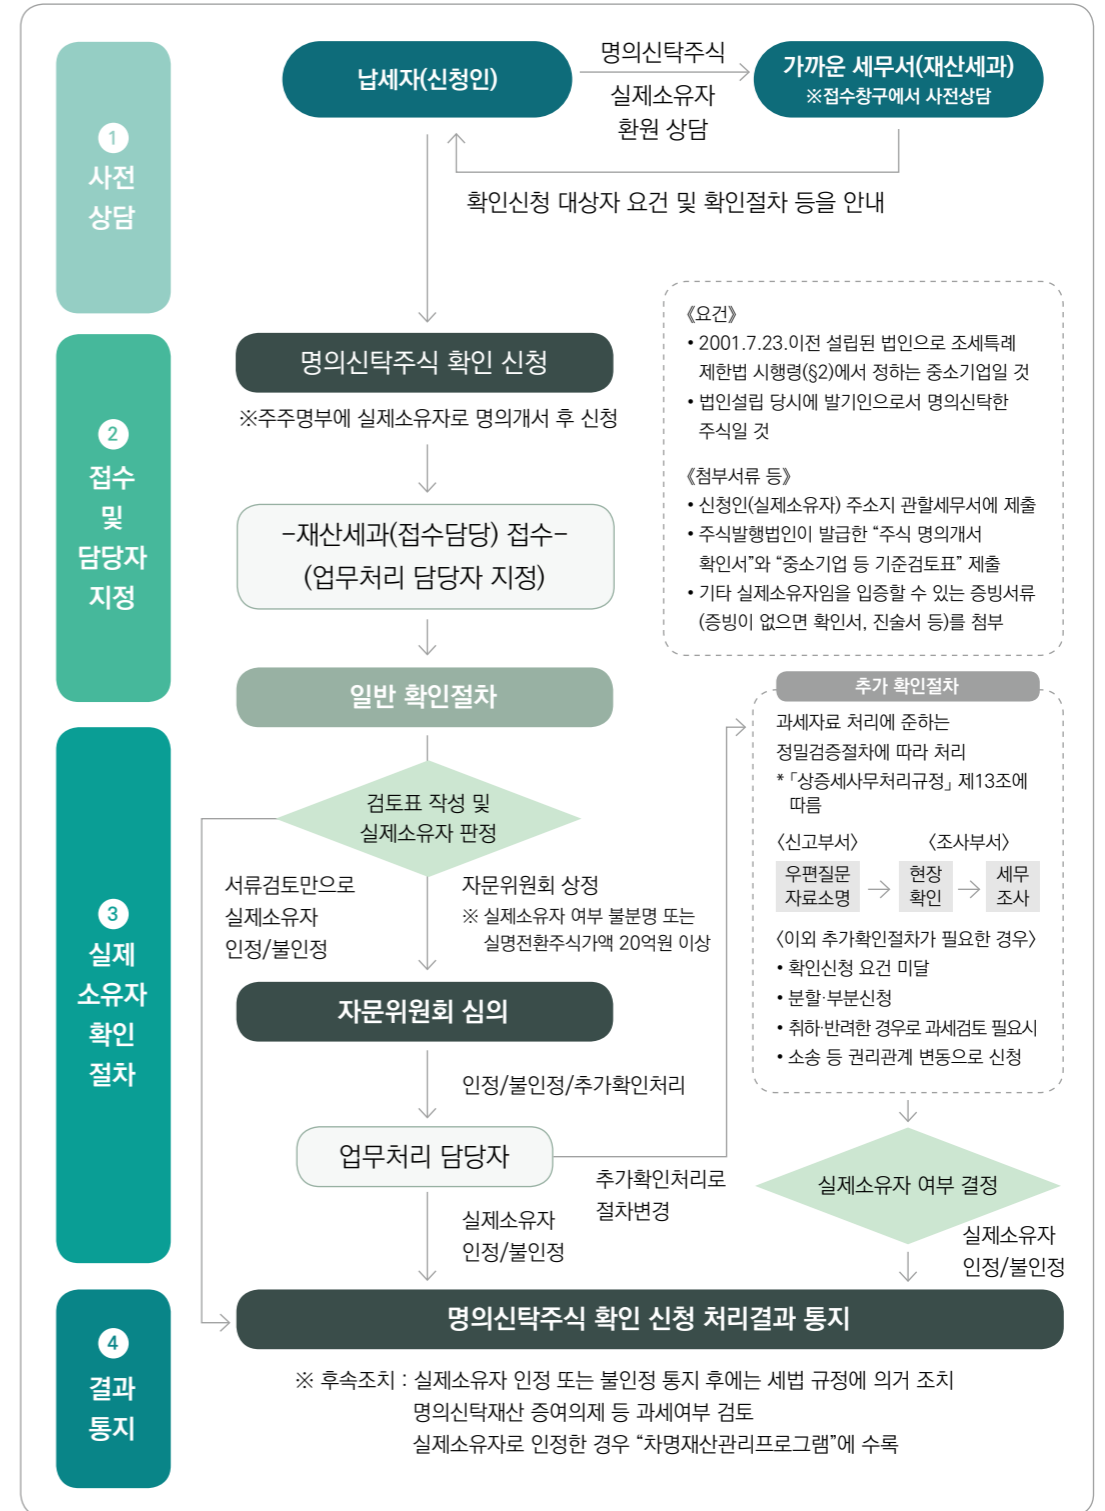 1
사전
상담
납세자(신청인)
명의신탁주식
실제소유자
환원 상담
가까운 세무서(재산세과)
※접수창구에서 사전상담
확인신청 대상자 요건 및 확인절차 등을 안내
2
접수
및
담당자
지정
명의신탁주식 확인 신청
※주주명부에 실제소유자로 명의개서 후 신청
-재산세과(접수담당) 접수-
(업무처리 담당자 지정)
《요건》
• 2001.7.23.이전 설립된 법인으로 조세특례
제한법 시행령(§2)에서 정하는 중소기업일 것
• 법인설립 당시에 발기인으로서 명의신탁한
주식일 것
《첨부서류 등》
• 신청인(실제소유자) 주소지 관할세무서에 제출
• 주식발행법인이 발급한 “주식 명의개서
확인서”와 “중소기업 등 기준검토표” 제출
• 기타 실제소유자임을 입증할 수 있는 증빙서류
(증빙이 없으면 확인서, 진술서 등)를 첨부
일반 확인절차
3
실제
소유자
확인
절차
검토표 작성 및
실제소유자 판정
서류검토만으로
실제소유자
인정/불인정
자문위원회 상정
※ 실제소유자 여부 불분명 또는
실명전환주식가액 20억원 이상
자문위원회 심의
인정/불인정/추가확인처리
업무처리 담당자
추가확인처리로
절차변경
실제소유자
인정/불인정
추가 확인절차
과세자료 처리에 준하는
정밀검증절차에 따라 처리
*「상증세사무처리규정」 제13조에
따름
〈신고부서〉 〈조사부서〉
우편질문
자료소명
현장
확인
세무
조사
〈이외 추가확인절차가 필요한 경우〉
• 확인신청 요건 미달
• 분할·부분신청
• 취하·반려한 경우로 과세검토 필요시
• 소송 등 권리관계 변동으로 신청
실제소유자 여부 결정
실제소유자
인정/불인정
4
결과
통지
명의신탁주식 확인 신청 처리결과 통지
※ 후속조치 : 실제소유자 인정 또는 불인정 통지 후에는 세법 규정에 의거 조치
명의신탁재산 증여의제 등 과세여부 검토
실제소유자로 인정한 경우 “차명재산관리프로그램”에 수록